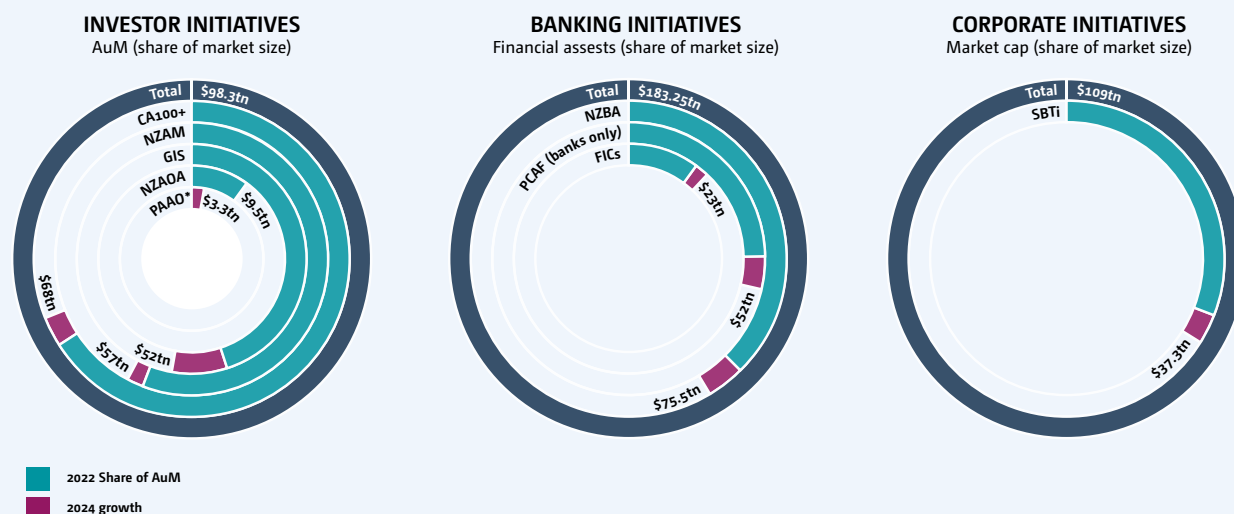 INVESTOR INITIATIVES
AuM (share of market size)
Total
$98.3tn
CA100+
NZAM
GIS
NZAOA
PAAO*
$3.3tn
$9.5tn
$68tn
$57tn
$52tn
BANKING INITIATIVES
Financial assests (share of market size)
Total
$183.25tn
NZBA
PCAF (banks only)
FICs
$23tn
$52tn
$75.5tn
CORPORATE INITIATIVES
Market cap (share of market size)
Total
$109tn
SBTi
$37.3tn
2022 Share of AuM
2024 growth